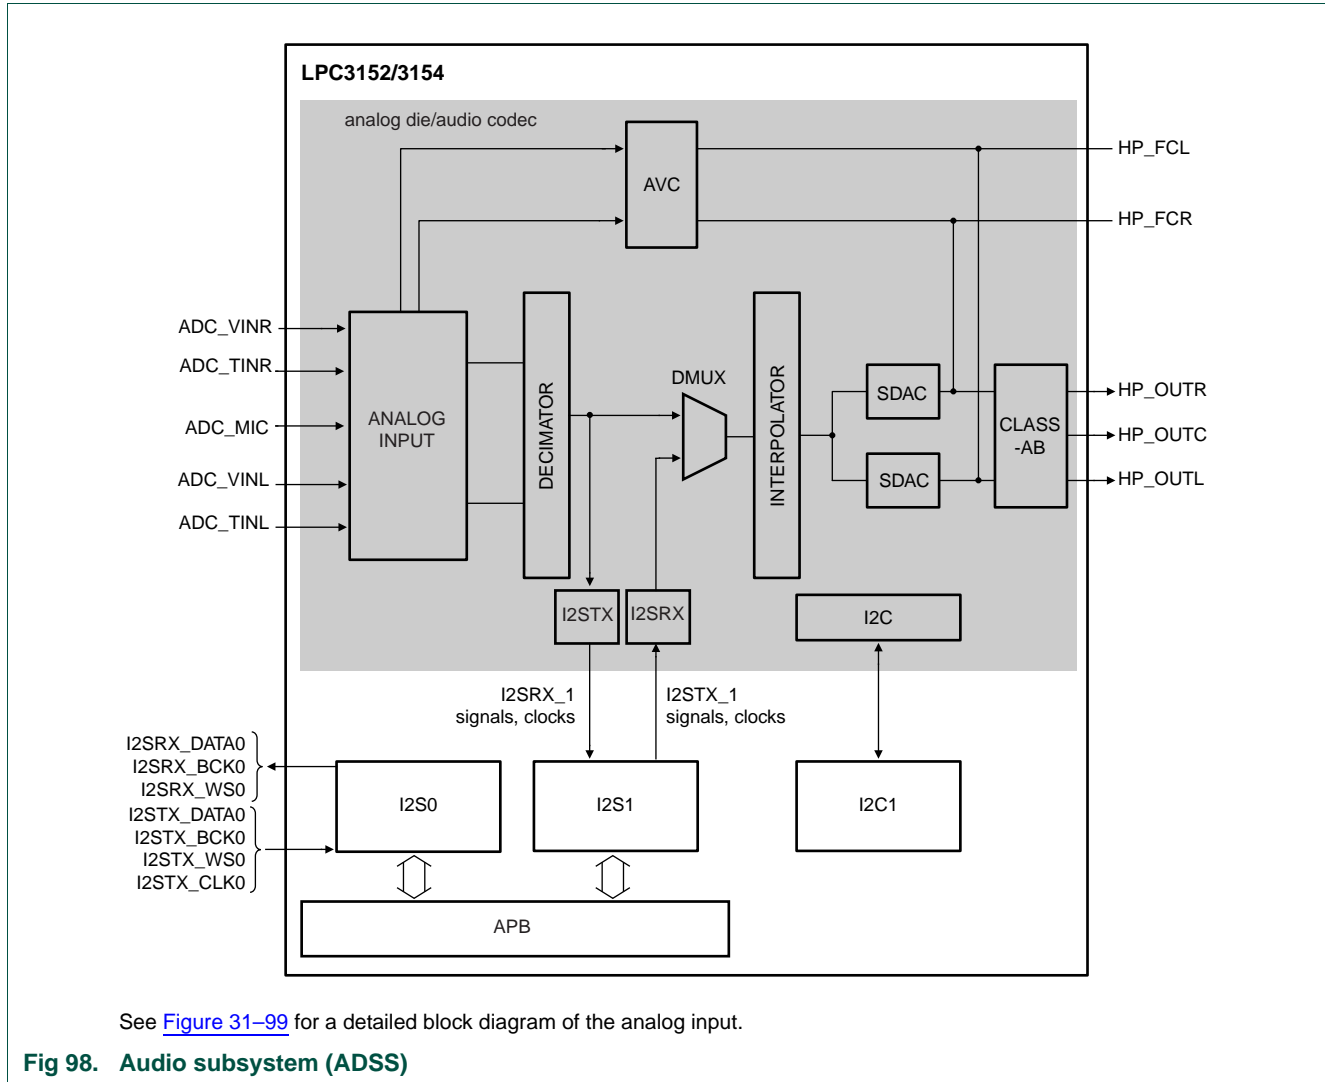 LPC3152/3154
analog die/audio codec
AVC
HP_FCL
HP_FCR
ADC_VINR
ADC_TINR
ADC_MIC
ADC_VINL
ADC_TINL
ANALOG
INPUT
DECIMATOR
DMUX
INTERPOLATOR
SDAC
SDAC
CLASS
-AB
HP_OUTR
HP_OUTC
HP_OUTL
I2STX
I2SRX
I2C
I2SRX_1
signals, clocks
I2STX_1
signals, clocks
I2SRX_DATA0
I2SRX_BCK0
I2SRX_WS0
I2STX_DATA0
I2STX_BCK0
I2STX_WS0
I2STX_CLK0
I2S0
I2S1
I2C1
APB
See Figure 31–99 for a detailed block diagram of the analog input.
Fig 98. Audio subsystem (ADSS)